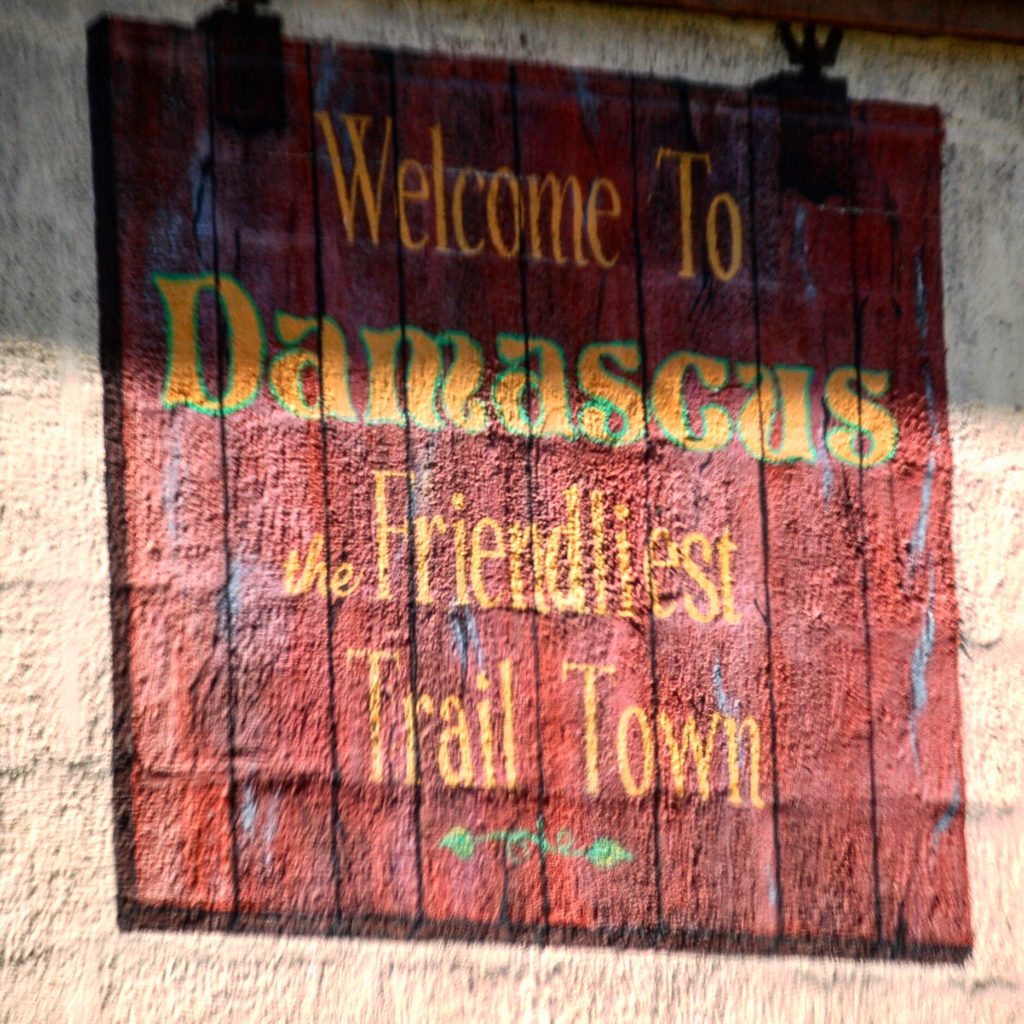 Welcome To
Damascus
the Friendliest
Trail Town